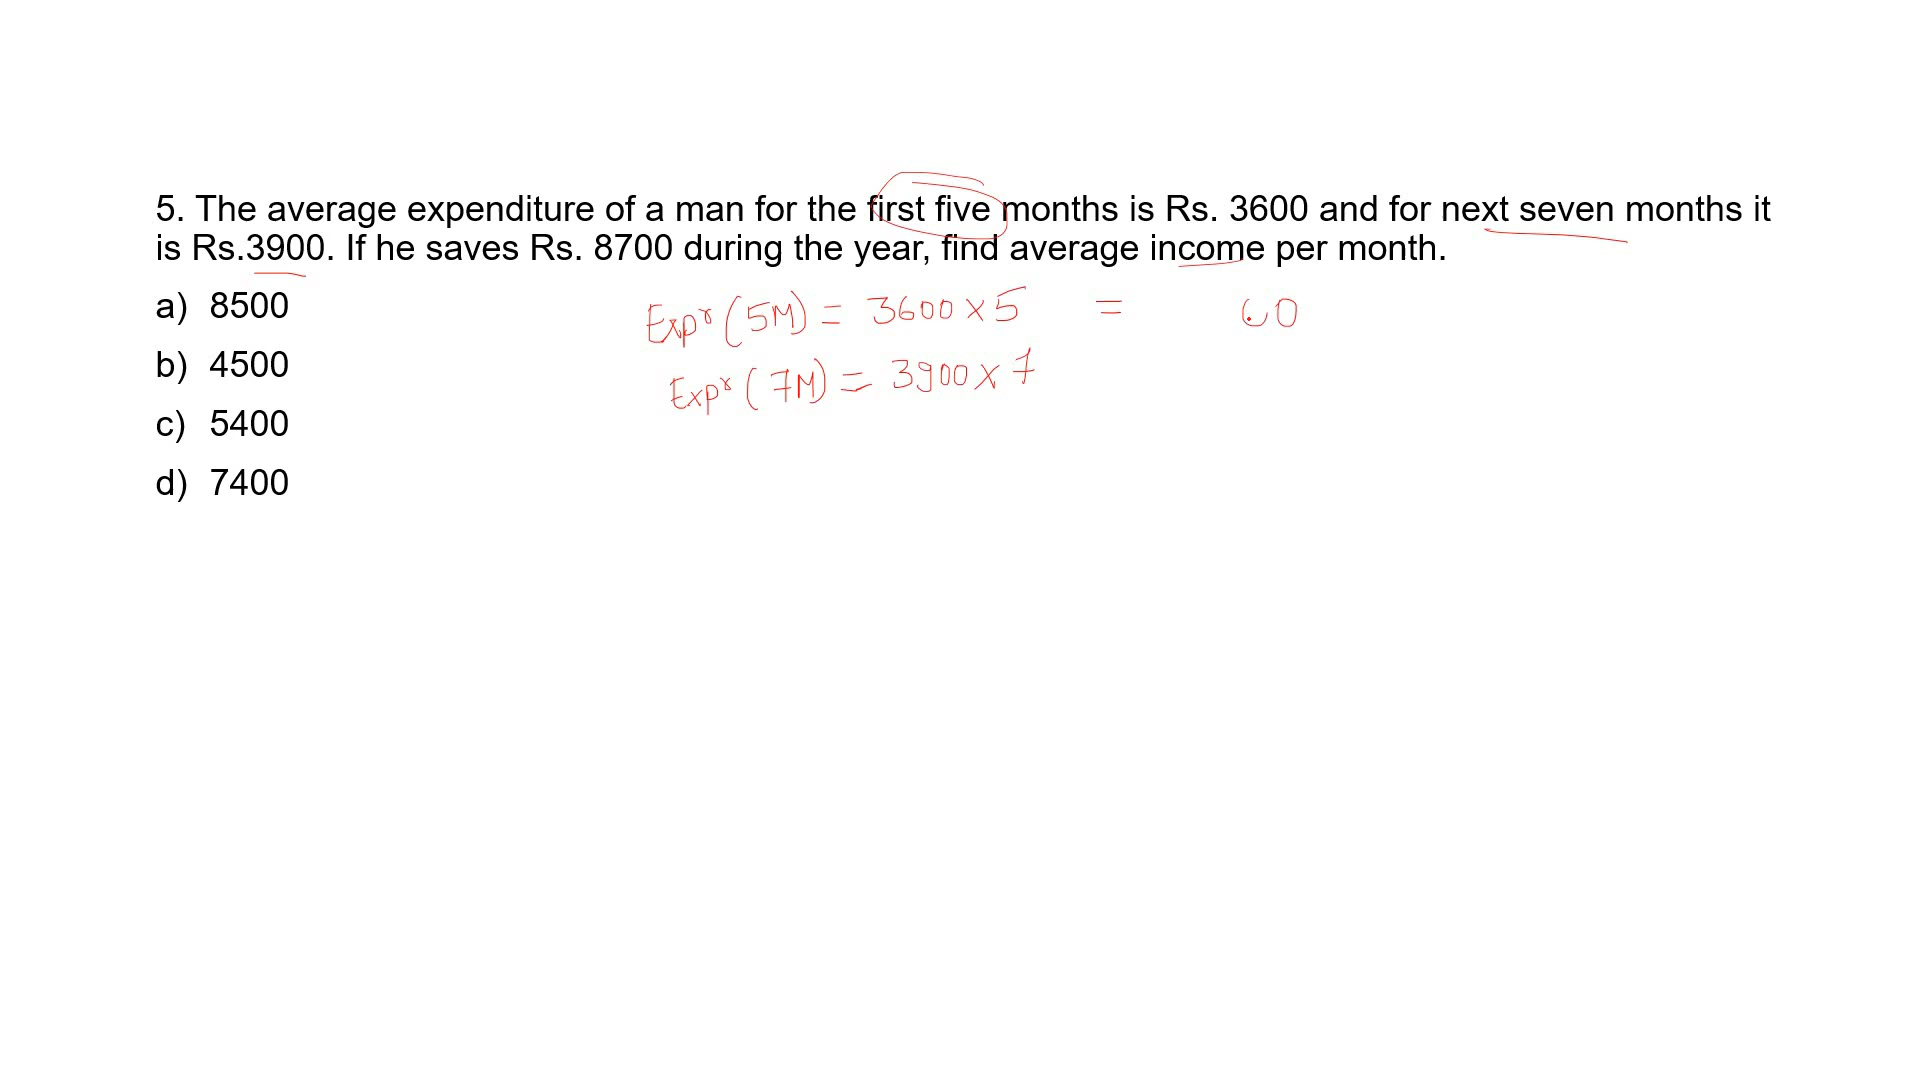 5. The average expenditure of a man for the first five months is Rs. 3600 and for next seven months it
is Rs.3900. If he saves Rs. 8700 during the year, find average income per month.
a) 8500
b) 4500
c) 5400
d) 7400
Expr (5M) = 3600 x 5 =
Expr (7M) = 3900 x 7